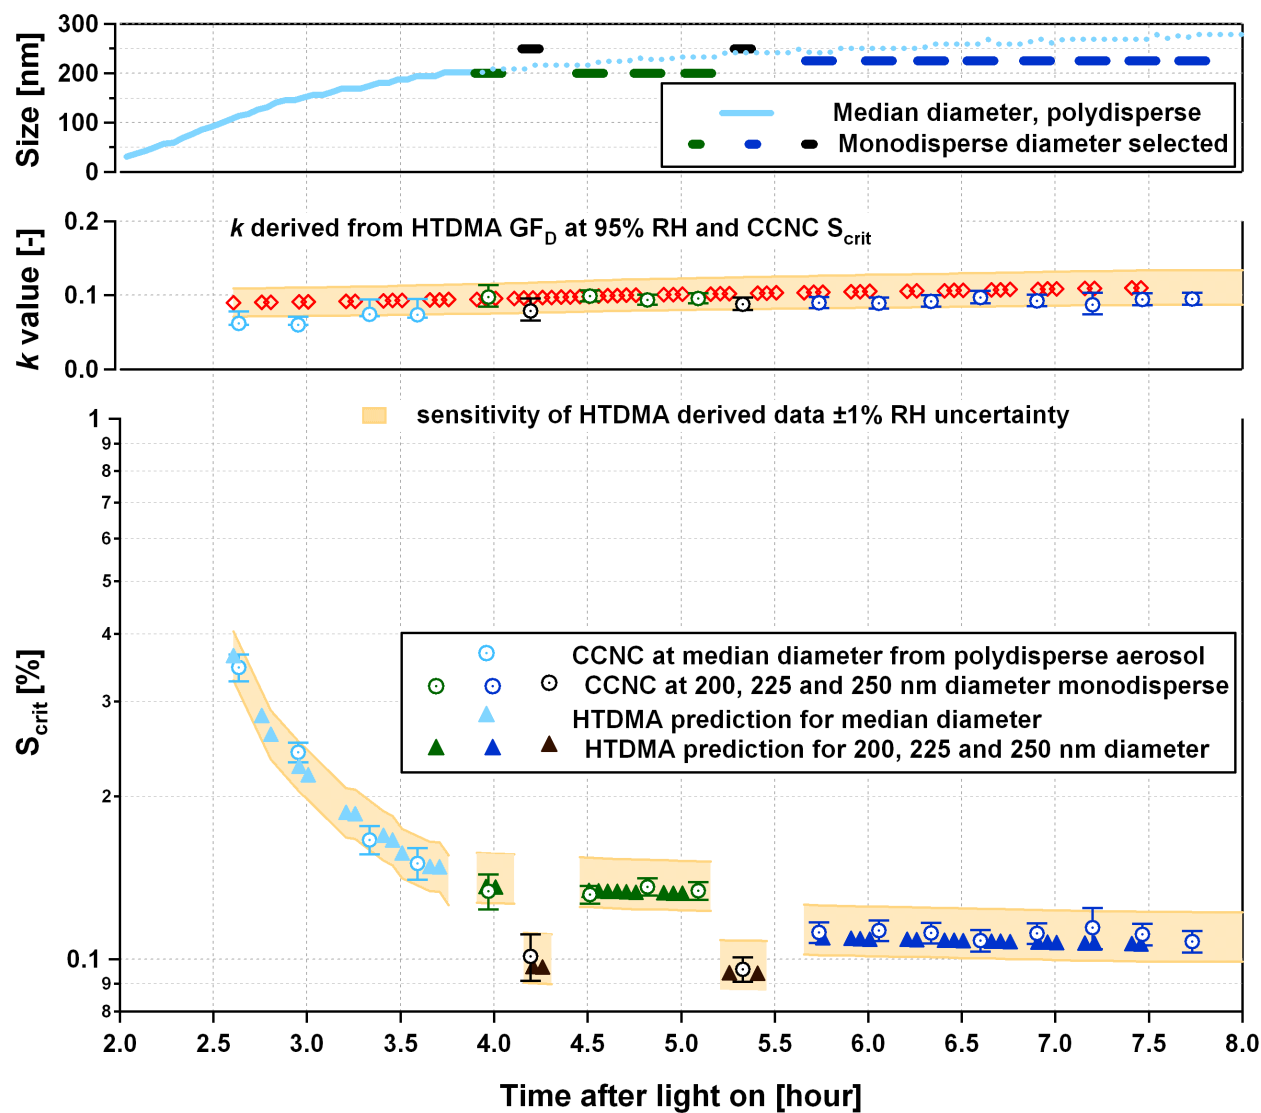 300
200
100
0
Size [nm]
Median diameter, polydisperse
Monodisperse diameter selected
0.2
0.1
0.0
k value [-]
k derived from HTDMA GFD at 95% RH and CCNC Scrit
sensitivity of HTDMA derived data ±1% RH uncertainty
1
9
8
7
6
5
4
3
2
0.1
9
8
Scrit [%]
CCNC at median diameter from polydisperse aerosol
CCNC at 200, 225 and 250 nm diameter monodisperse
HTDMA prediction for median diameter
HTDMA prediction for 200, 225 and 250 nm diameter
2.0 2.5 3.0 3.5 4.0 4.5 5.0 5.5 6.0 6.5 7.0 7.5 8.0
Time after light on [hour]